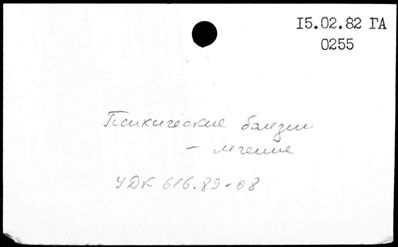 15.02.82 ГА
0255
Психические болезни
- лечение
УДК 616.89-08